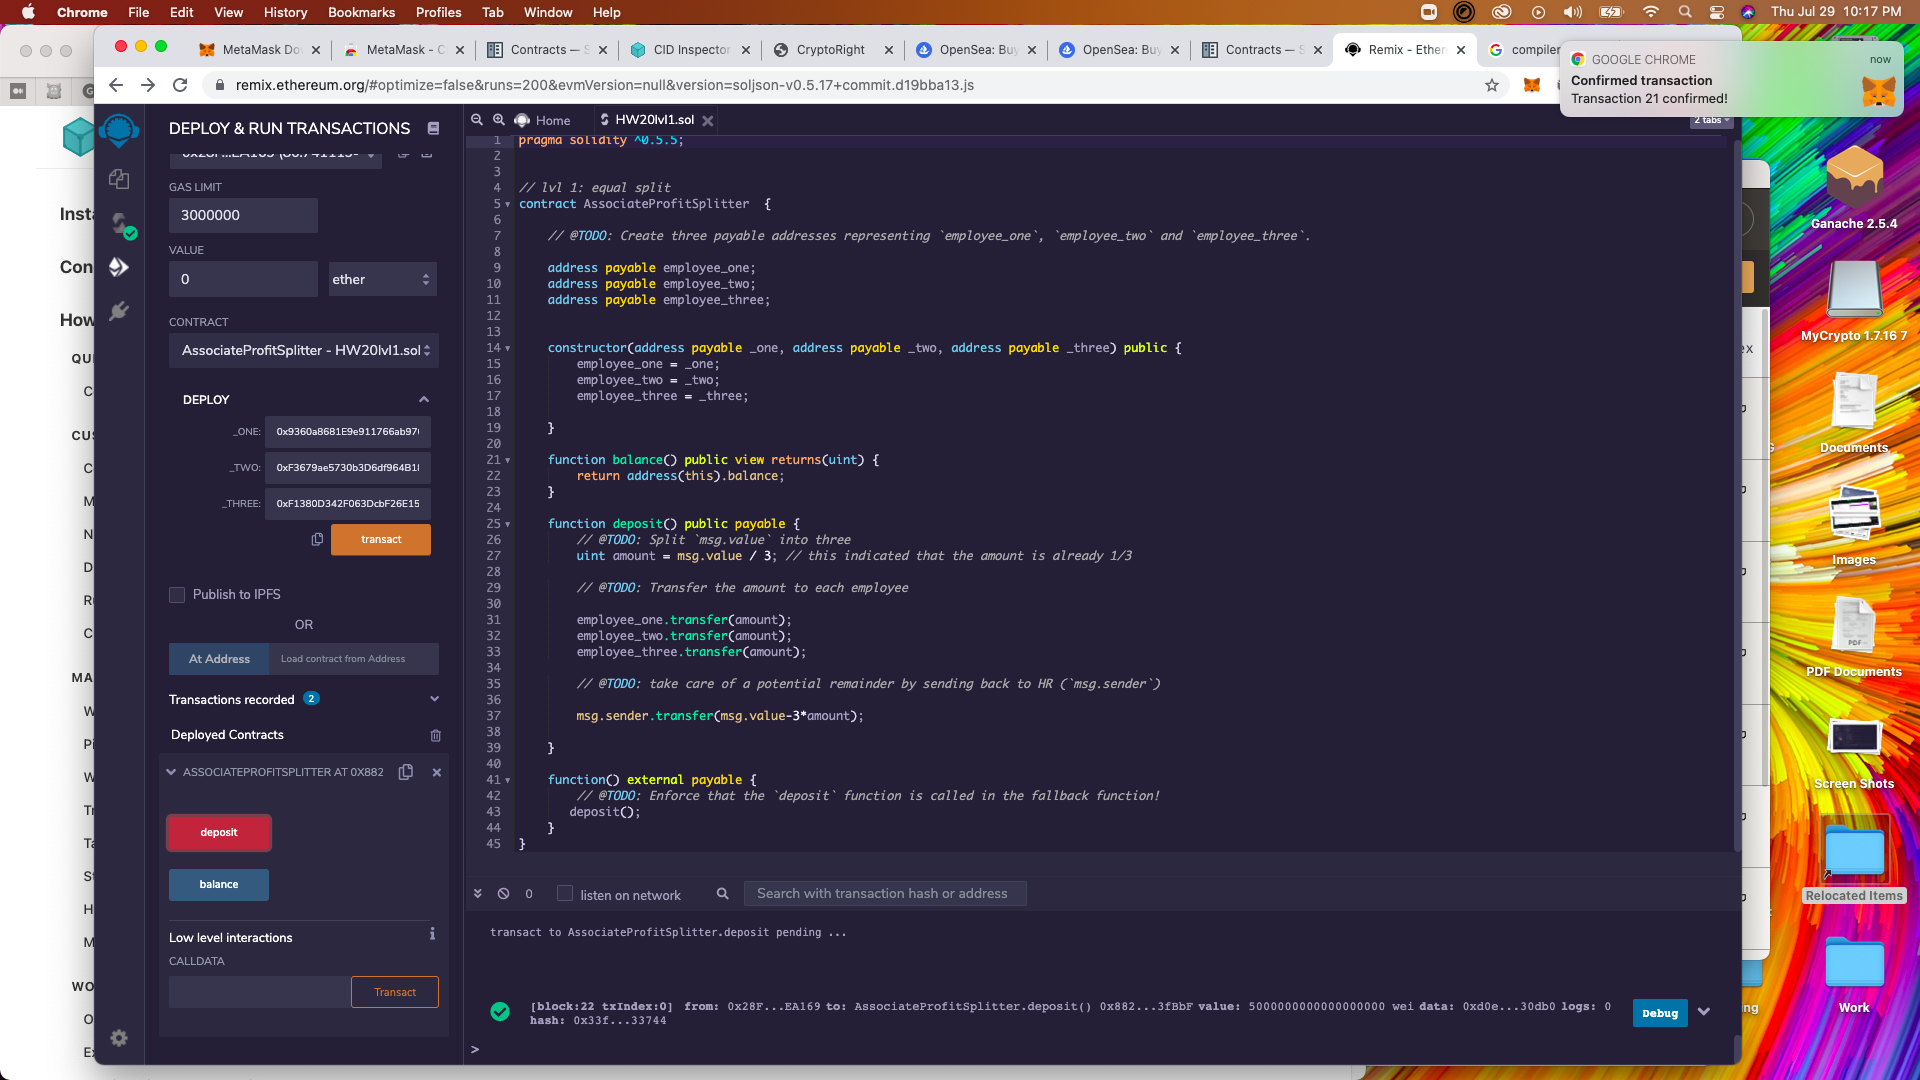 Chrome File Edit View History Bookmarks Profiles Tab Window Help Thu Jul 29 10:17 PM
MetaMask Do
MetaMask - C
Contracts — S
CID Inspector
CryptoRight
OpenSea: Buy
OpenSea: Buy
Contracts — S
Remix - Ether
compiler
GOOGLE CHROME now
Confirmed transaction
Transaction 21 confirmed!
remix.ethereum.org/#optimize=false&runs=200&evmVersion=null&version=soljson-v0.5.17+commit.d19bba13.js
2 tabs
DEPLOY & RUN TRANSACTIONS
GAS LIMIT
3000000
VALUE
0 ether
CONTRACT
AssociateProfitSplitter - HW20lvl1.sol
DEPLOY
_ONE: 0x9360a8681E9e911766ab97
_TWO: 0xF3679ae5730b3D6df964B1
_THREE: 0xF1380D342F063DcbF26E15
transact
Publish to IPFS
OR
At Address Load contract from Address
Transactions recorded 2
Deployed Contracts
ASSOCIATEPROFITSPLITTER AT 0X882
deposit
balance
Low level interactions
CALLDATA
Transact
Home HW20lvl1.sol
1 pragma solidity ^0.5.5;
2
3
4 // lvl 1: equal split
5 contract AssociateProfitSplitter {
6
7 // @TODO: Create three payable addresses representing `employee_one`, `employee_two` and `employee_three`.
8
9 address payable employee_one;
10 address payable employee_two;
11 address payable employee_three;
12
13
14 constructor(address payable _one, address payable _two, address payable _three) public {
15 employee_one = _one;
16 employee_two = _two;
17 employee_three = _three;
18
19 }
20
21 function balance() public view returns(uint) {
22 return address(this).balance;
23 }
24
25 function deposit() public payable {
26 // @TODO: Split `msg.value` into three
27 uint amount = msg.value / 3; // this indicated that the amount is already 1/3
28
29 // @TODO: Transfer the amount to each employee
30
31 employee_one.transfer(amount);
32 employee_two.transfer(amount);
33 employee_three.transfer(amount);
34
35 // @TODO: take care of a potential remainder by sending back to HR (`msg.sender`)
36
37 msg.sender.transfer(msg.value-3*amount);
38
39 }
40
41 function() external payable {
42 // @TODO: Enforce that the `deposit` function is called in the fallback function!
43 deposit();
44 }
45 }
0 listen on network Search with transaction hash or address
transact to AssociateProfitSplitter.deposit pending ...
[block:22 txIndex:0] from: 0x28F...EA169 to: AssociateProfitSplitter.deposit() 0x882...3fBbF value: 5000000000000000000 wei data: 0xd0e...30db0 logs: 0
hash: 0x33f...33744
Debug
>
Insta
Con
How
QU
CU
MA
WO
Ganache 2.5.4
MyCrypto 1.7.16 7
Documents
Images
PDF
PDF Documents
Screen Shots
Relocated Items
Work